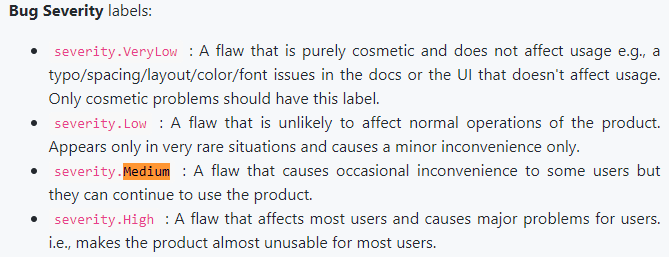 Bug Severity labels:
severity.VeryLow : A flaw that is purely cosmetic and does not affect usage e.g., a
typo/spacing/layout/color/font issues in the docs or the UI that doesn't affect usage.
Only cosmetic problems should have this label.
severity.Low : A flaw that is unlikely to affect normal operations of the product.
Appears only in very rare situations and causes a minor inconvenience only.
severity.Medium : A flaw that causes occasional inconvenience to some users but
they can continue to use the product.
severity.High : A flaw that affects most users and causes major problems for users.
i.e., makes the product almost unusable for most users.